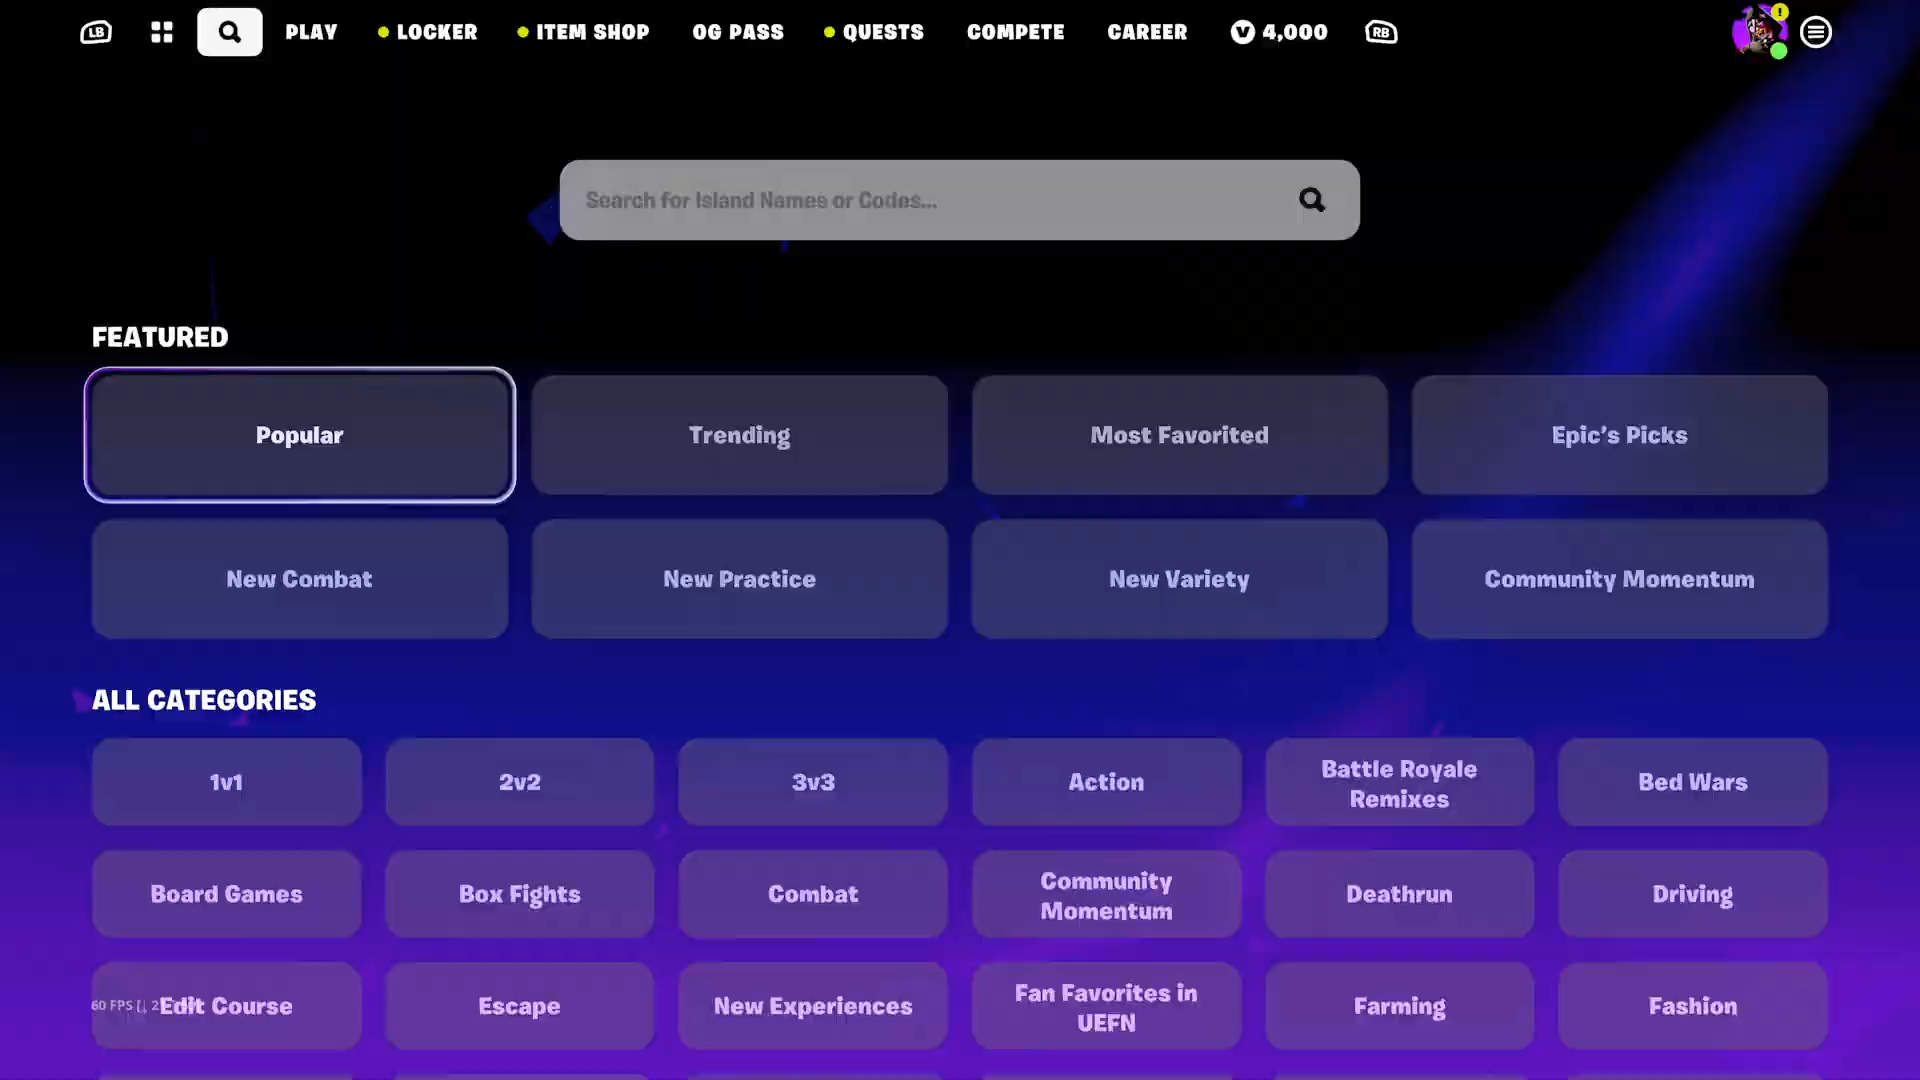 LB PLAY LOCKER ITEM SHOP OG PASS QUESTS COMPETE CAREER V 4,000 RB !
Search for Island Names or Codes...
FEATURED
Popular Trending Most Favorited Epic's Picks
New Combat New Practice New Variety Community Momentum
ALL CATEGORIES
1v1 2v2 3v3 Action Battle Royale Remixes Bed Wars
Board Games Box Fights Combat Community Momentum Deathrun Driving
60 FPS Edit Course Escape New Experiences Fan Favorites in UEFN Farming Fashion